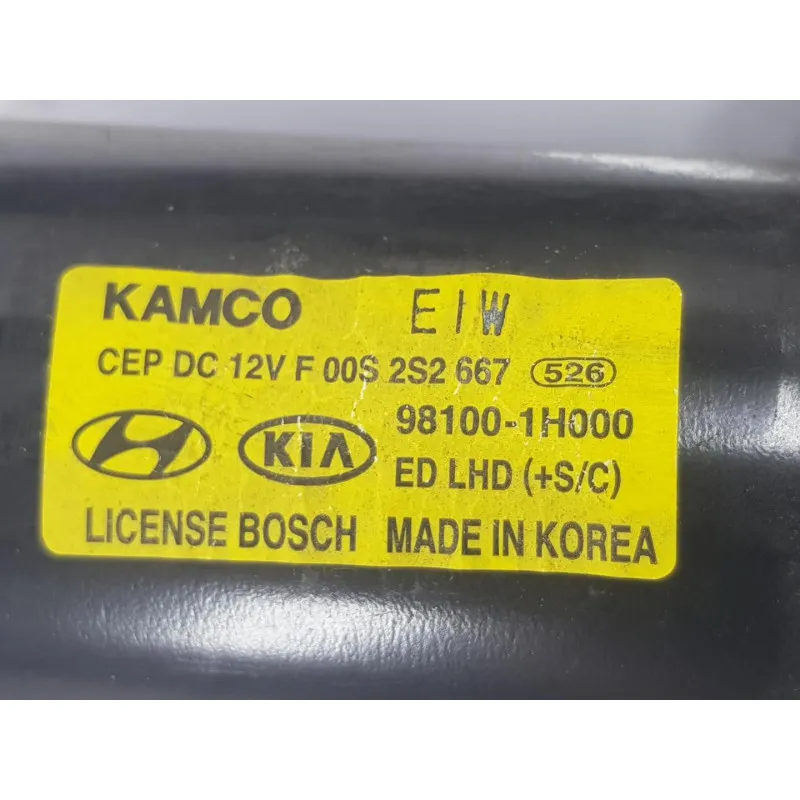 KAMCO EIW
CEP DC 12V F 00S 2S2 667 526
98100-1H000
KIA ED LHD (+S/C)
LICENSE BOSCH MADE IN KOREA